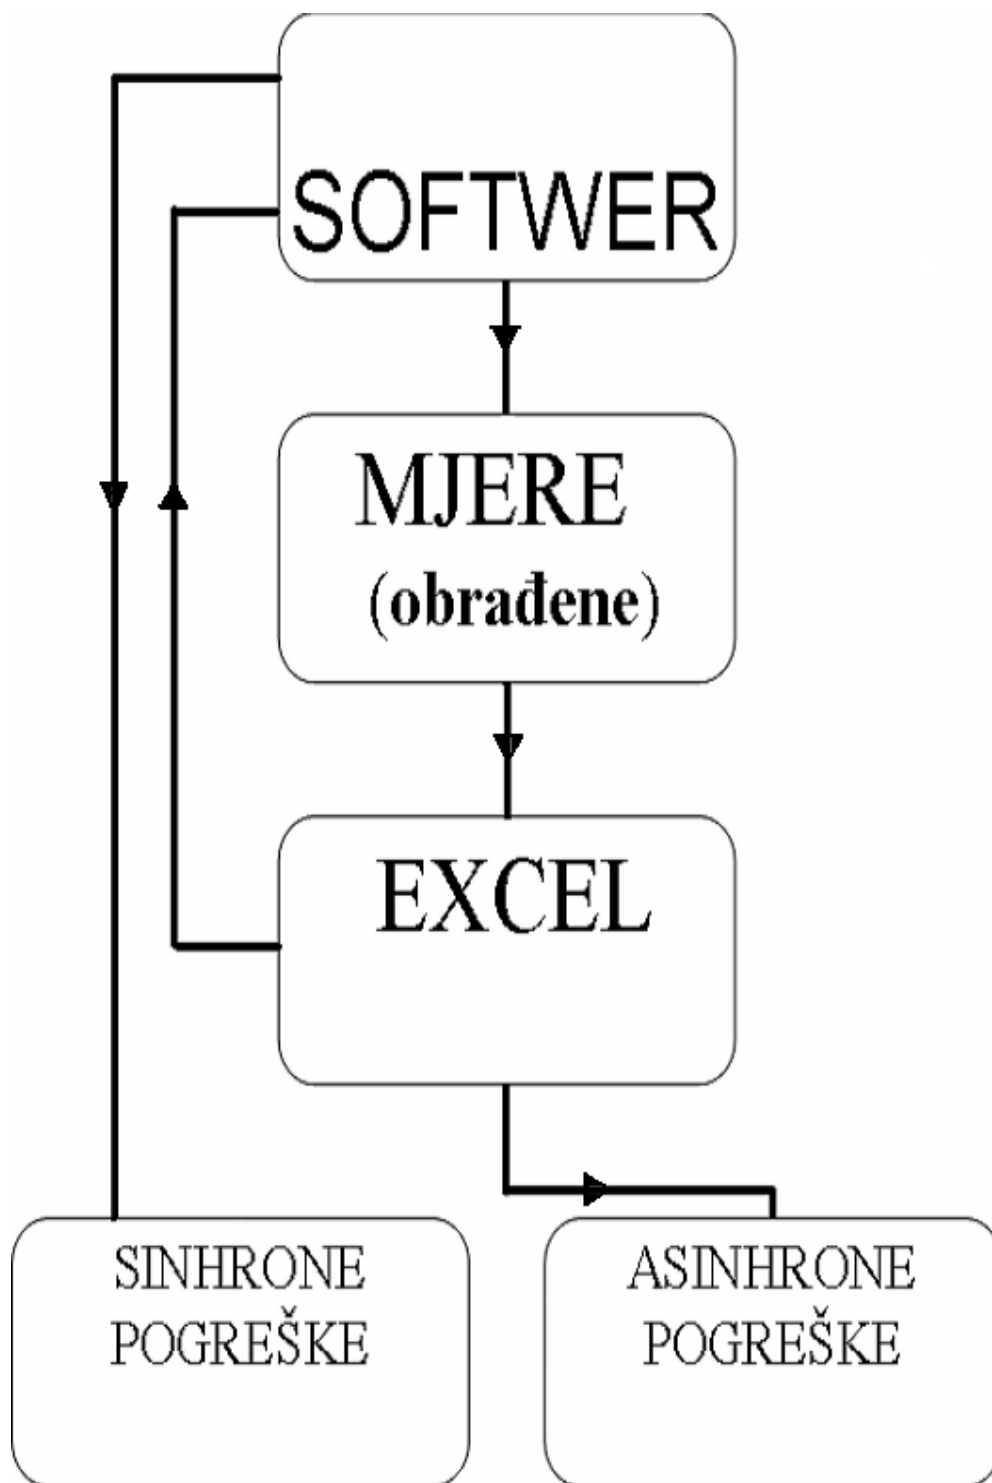 SOFTWER
MJERE
(obrađene)
EXCEL
SINHRONE
POGREŠKE
ASINHRONE
POGREŠKE